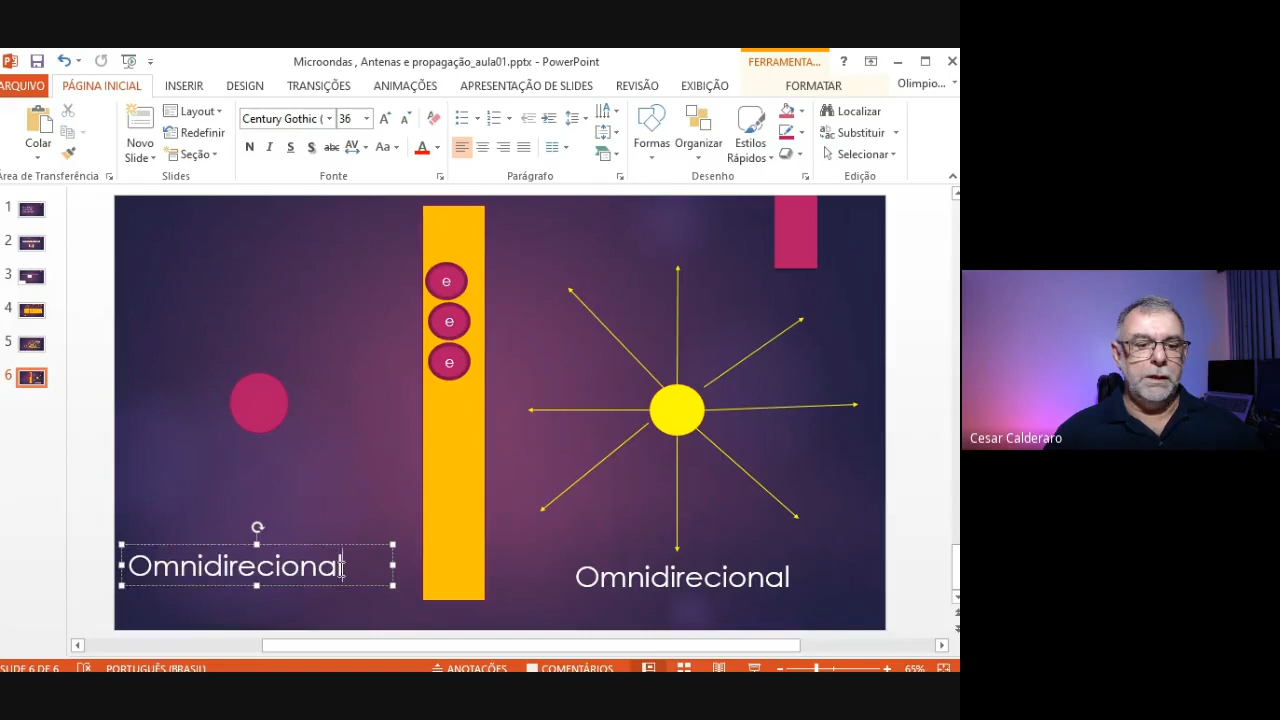 Microondas , Antenas e propagação_aula01.pptx - PowerPoint
FERRAMENTA...
?
ARQUIVO
PÁGINA INICIAL
INSERIR
DESIGN
TRANSIÇÕES
ANIMAÇÕES
APRESENTAÇÃO DE SLIDES
REVISÃO
EXIBIÇÃO
FORMATAR
Olimpio...
Colar
Novo
Slide
Layout
Redefinir
Seção
Century Gothic (
36
N I S S abc AV Aa A
Formas
Organizar
Estilos
Rápidos
Localizar
Substituir
Selecionar
Área de Transferência
Slides
Fonte
Parágrafo
Desenho
Edição
1
2
3
4
5
6
e
e
e
Omnidirecional
Omnidirecional
Cesar Calderaro
SLIDE 6 DE 6
PORTUGUÊS (BRASIL)
ANOTAÇÕES
COMENTÁRIOS
65%